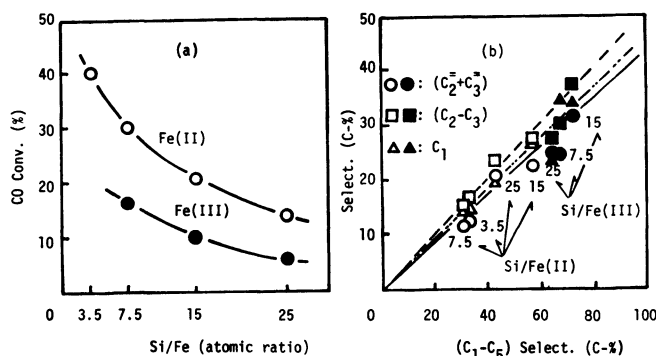 (a)
CO Conv. (%)
50
40
30
20
10
0
Fe(II)
Fe(III)
3.5 7.5 15 25
Si/Fe (atomic ratio)
(b)
Select. (C-%)
50
40
30
20
10
0
○ ●: (C₂⁼+C₃⁼)
□ ■: (C₂-C₃)
△ ▲: C₁
15
7.5
25
Si/Fe(III)
25 15
3.5
7.5
Si/Fe(II)
0 20 40 60 80 100
(C₁-C₅) Select. (C-%)